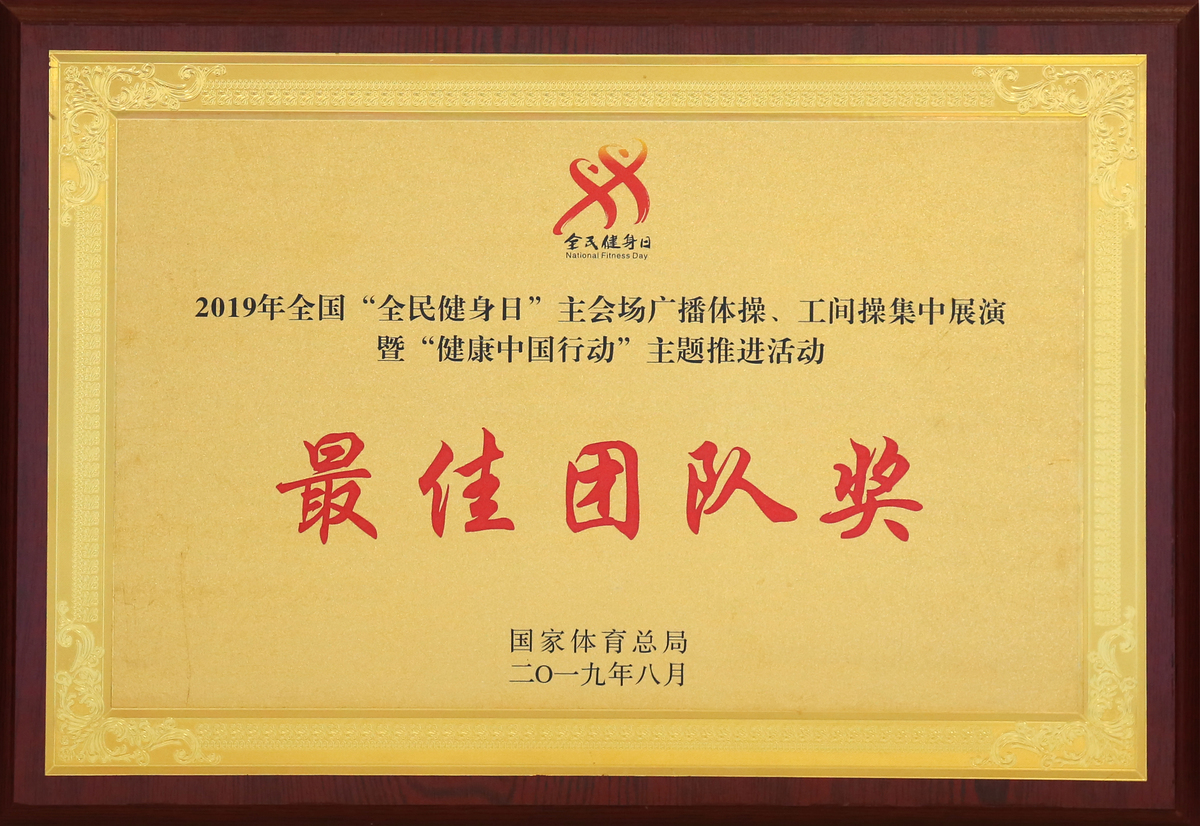 全民健身日
National Fitness Day
2019年全国“全民健身日”主会场广播体操、工间操集中展演
暨“健康中国行动”主题推进活动
最佳团队奖
国家体育总局
二〇一九年八月